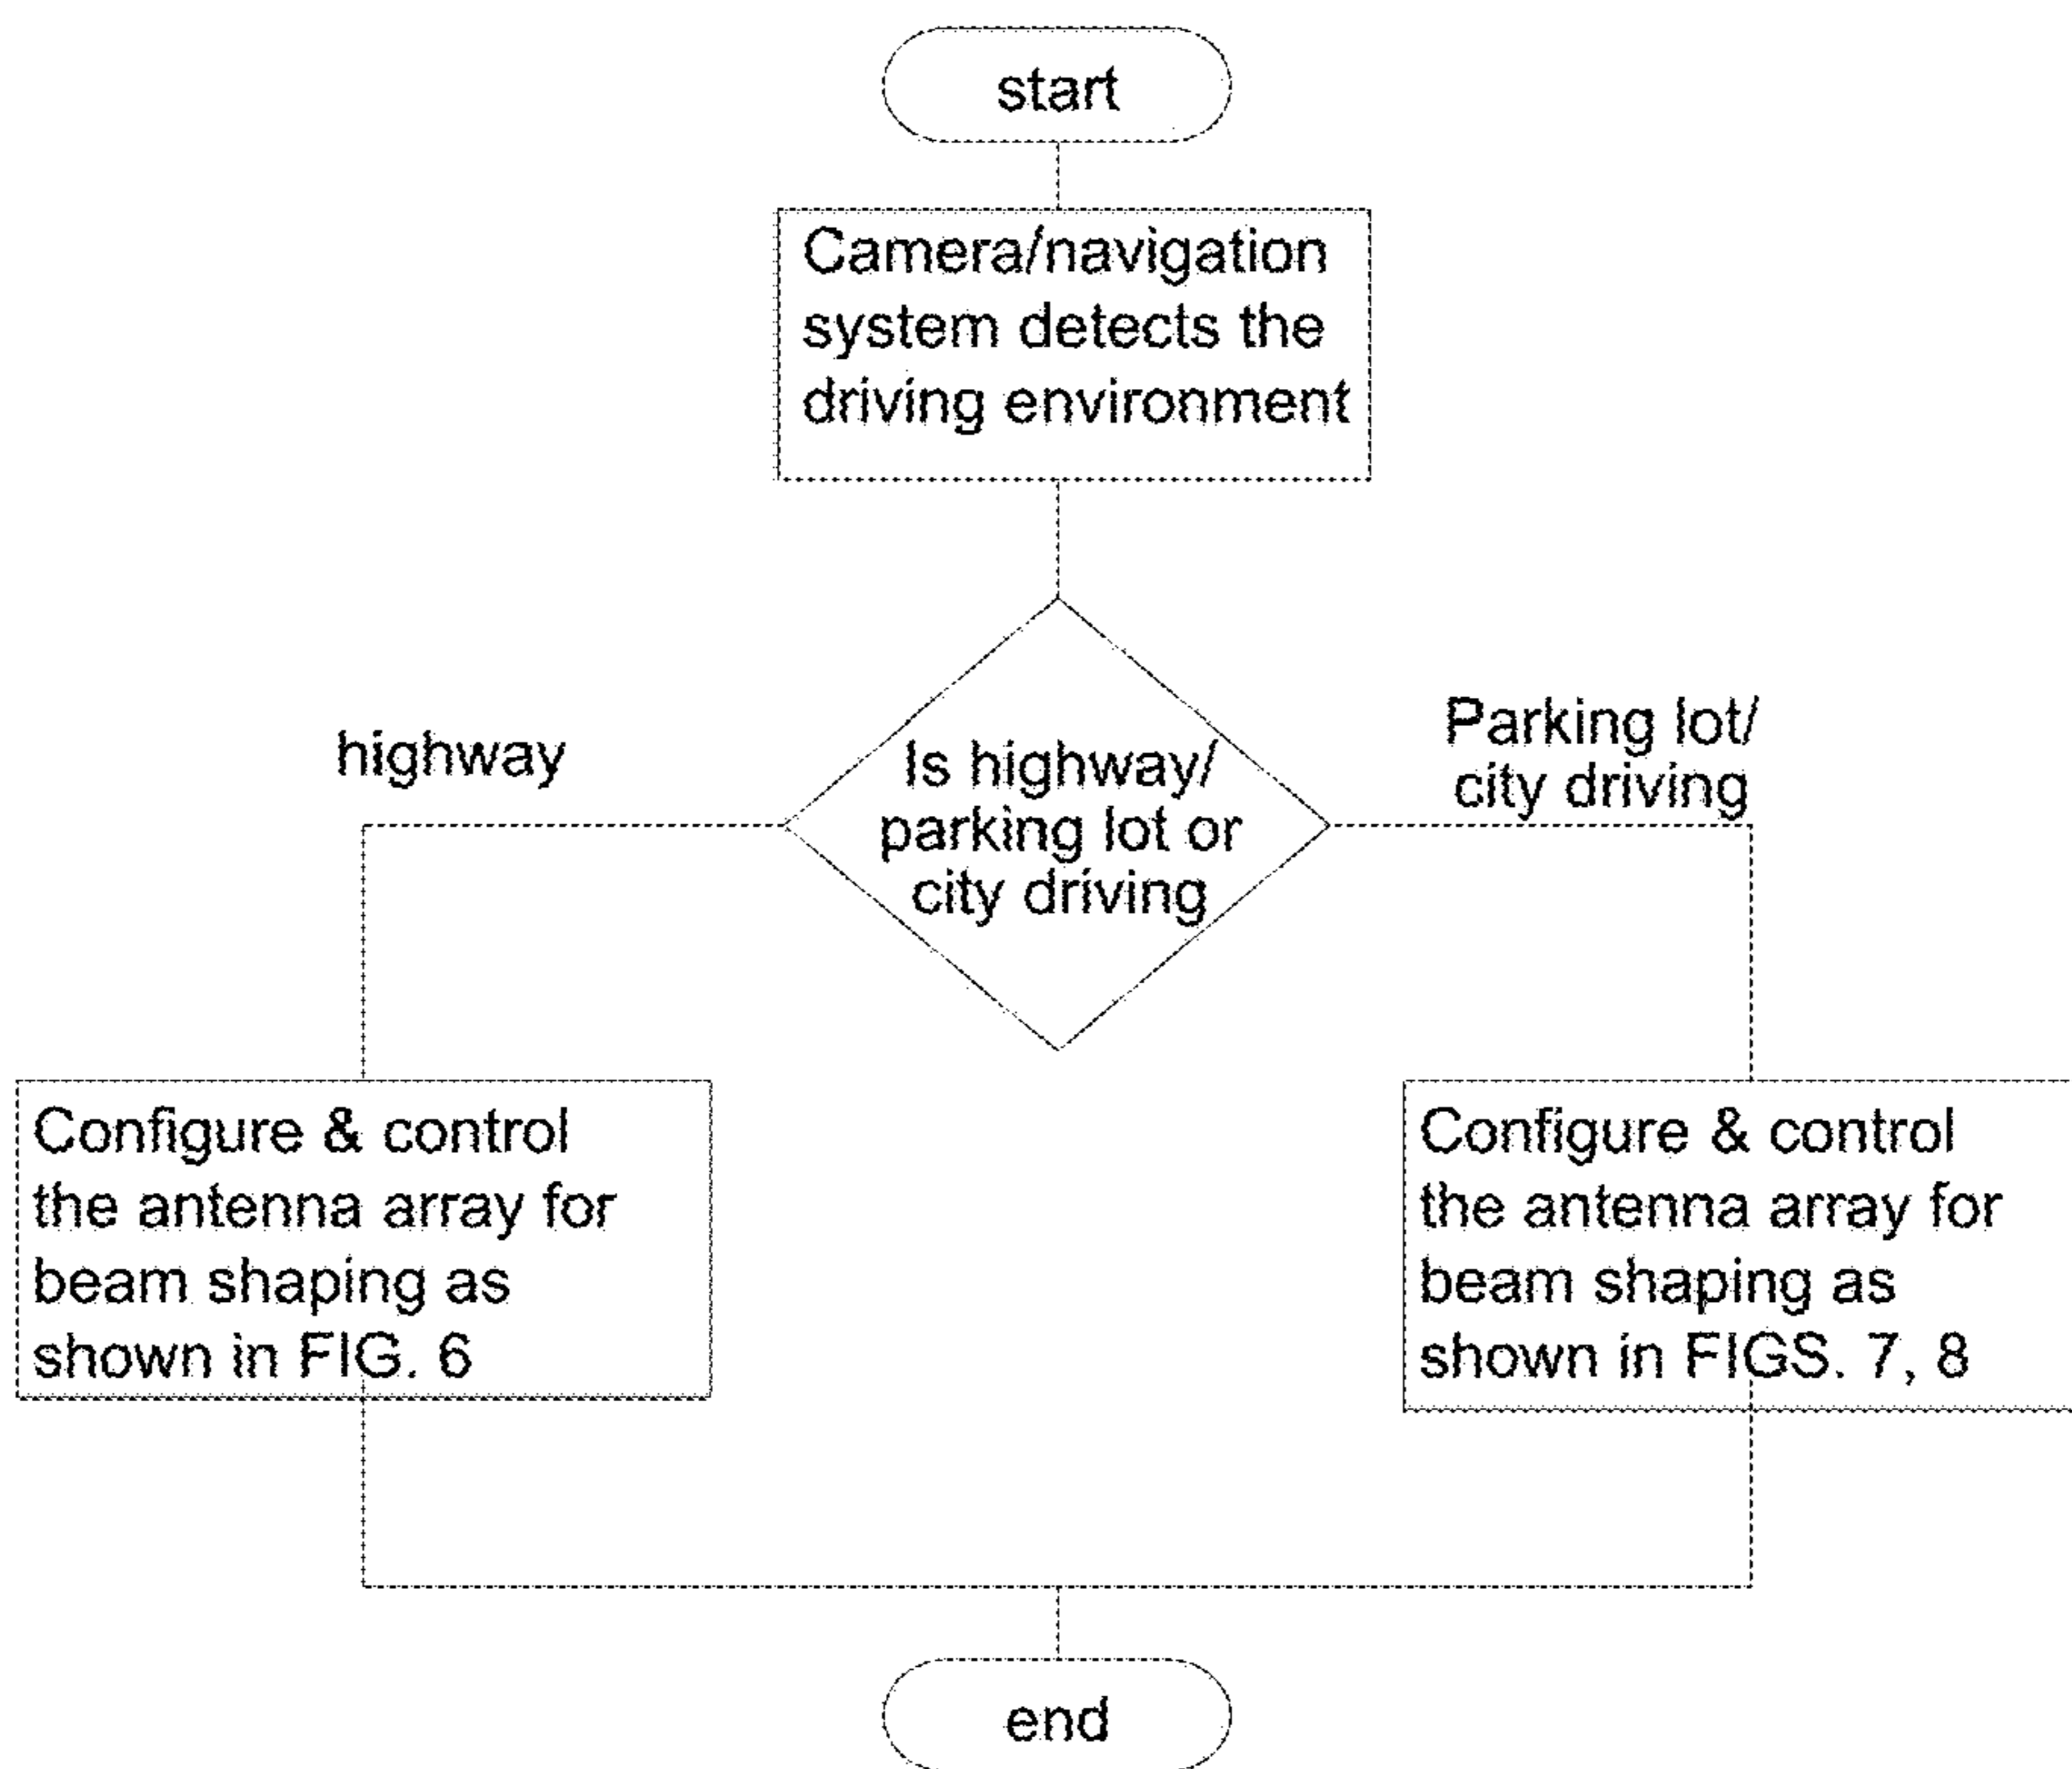 start
Camera/navigation
system detects the
driving environment
highway
Is highway/
parking lot or
city driving
Parking lot/
city driving
Configure & control
the antenna array for
beam shaping as
shown in FIG. 6
Configure & control
the antenna array for
beam shaping as
shown in FIGS. 7, 8
end